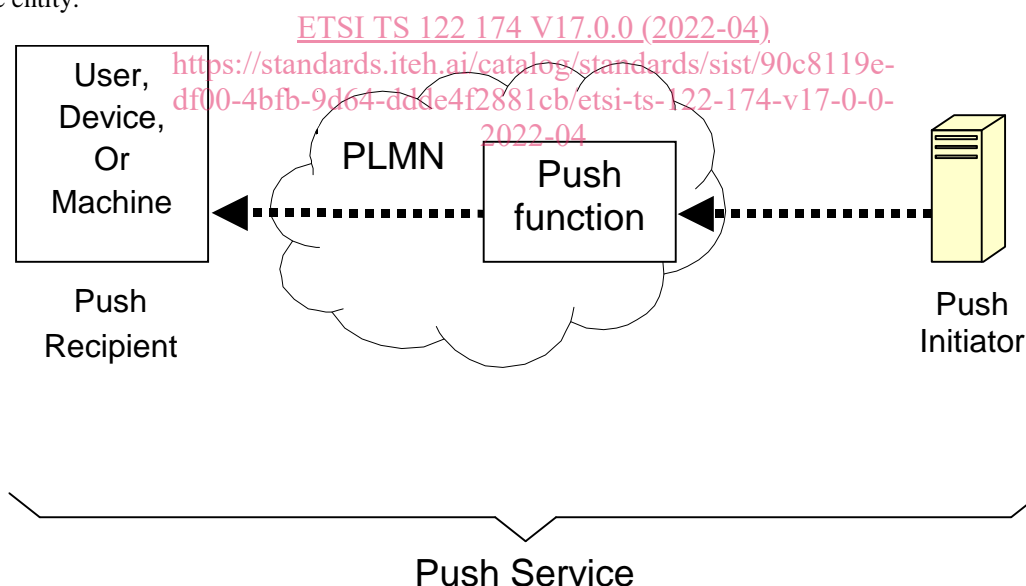 ETSI TS 122 174 V17.0.0 (2022-04)
https://standards.iteh.ai/catalog/standards/sist/90c8119e-
df00-4bfb-9d64-ddde4f2881cb/etsi-ts-122-174-v17-0-0-
2022-04
User,
Device,
Or
Machine
PLMN
Push
function
Push
Recipient
Push
Initiator
Push Service